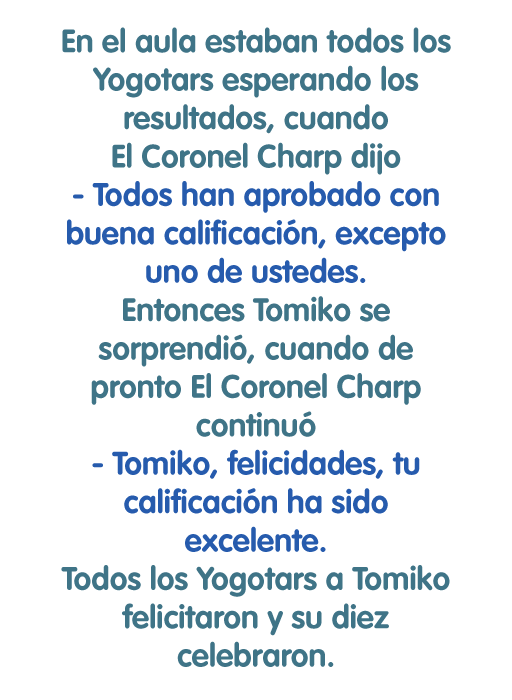 En el aula estaban todos los
Yogotars esperando los
resultados, cuando
El Coronel Charp dijo
- Todos han aprobado con
buena calificación, excepto
uno de ustedes.
Entonces Tomiko se
sorprendió, cuando de
pronto El Coronel Charp
continuó
- Tomiko, felicidades, tu
calificación ha sido
excelente.
Todos los Yogotars a Tomiko
felicitaron y su diez
celebraron.